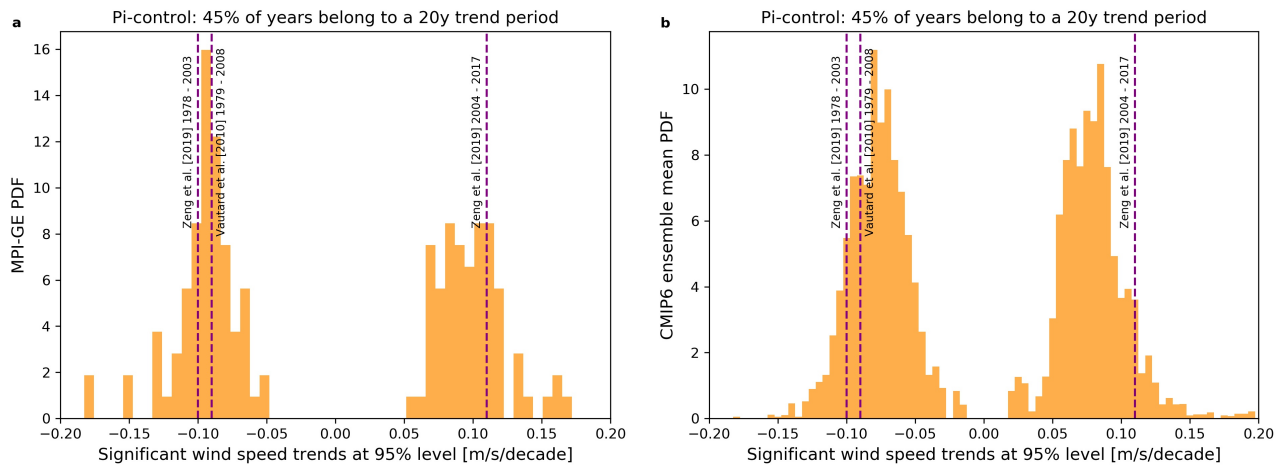 a
Pi-control: 45% of years belong to a 20y trend period
MPI-GE PDF
16
14
12
10
8
6
4
2
0
Zeng et al. [2019] 1978 - 2003
Vautard et al. [2010] 1979 - 2008
Zeng et al. [2019] 2004 - 2017
−0.20 −0.15 −0.10 −0.05 0.00 0.05 0.10 0.15 0.20
Significant wind speed trends at 95% level [m/s/decade]
b
Pi-control: 45% of years belong to a 20y trend period
CMIP6 ensemble mean PDF
10
8
6
4
2
0
Zeng et al. [2019] 1978 - 2003
Vautard et al. [2010] 1979 - 2008
Zeng et al. [2019] 2004 - 2017
−0.20 −0.15 −0.10 −0.05 0.00 0.05 0.10 0.15 0.20
Significant wind speed trends at 95% level [m/s/decade]